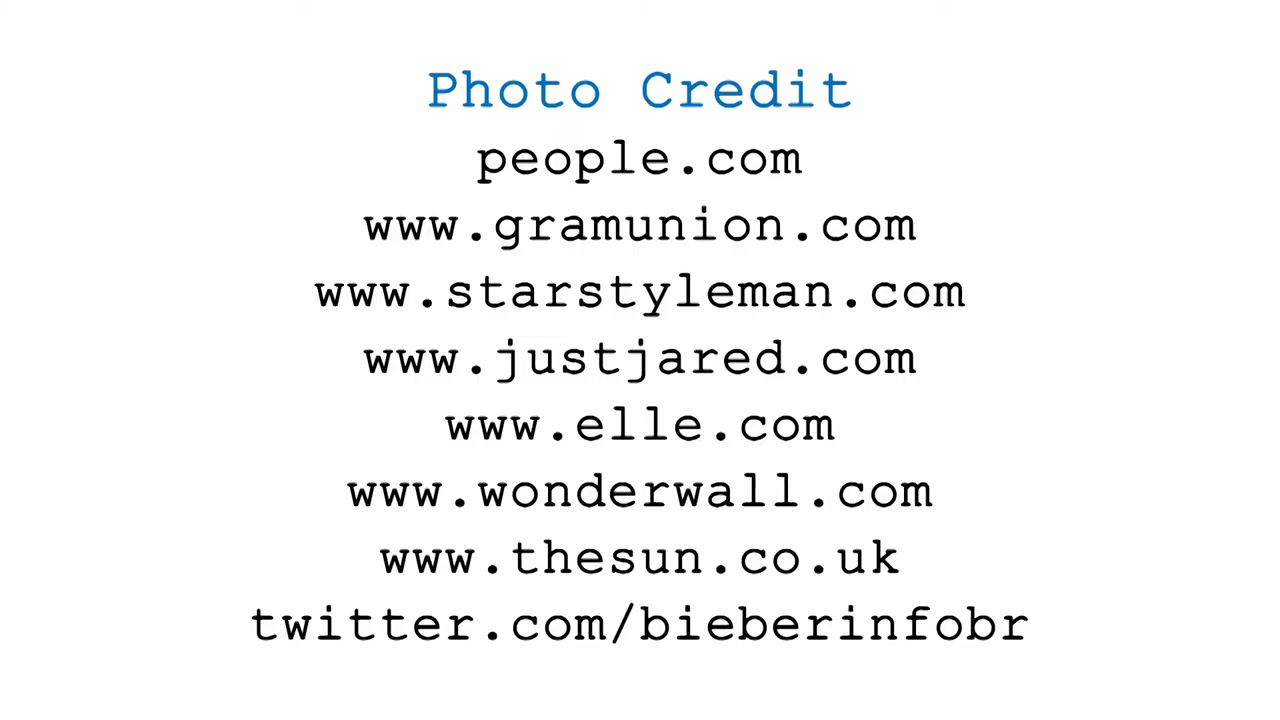 Photo Credit
people.com
www.gramunion.com
www.starstyleman.com
www.justjared.com
www.elle.com
www.wonderwall.com
www.thesun.co.uk
twitter.com/bieberinfobr